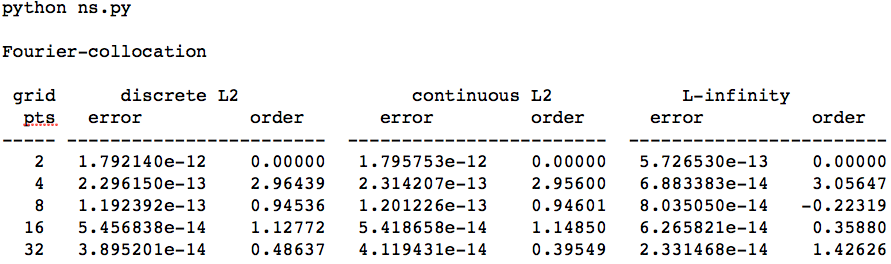 python ns.py
Fourier-collocation
grid discrete L2 continuous L2 L-infinity
pts error order error order error order
----- ----------------------- ----------------------- -----------------------
2 1.792140e-12 0.00000 1.795753e-12 0.00000 5.726530e-13 0.00000
4 2.296150e-13 2.96439 2.314207e-13 2.95600 6.883383e-14 3.05647
8 1.192392e-13 0.94536 1.201226e-13 0.94601 8.035050e-14 -0.22319
16 5.456838e-14 1.12772 5.418658e-14 1.14850 6.265821e-14 0.35880
32 3.895201e-14 0.48637 4.119431e-14 0.39549 2.331468e-14 1.42626